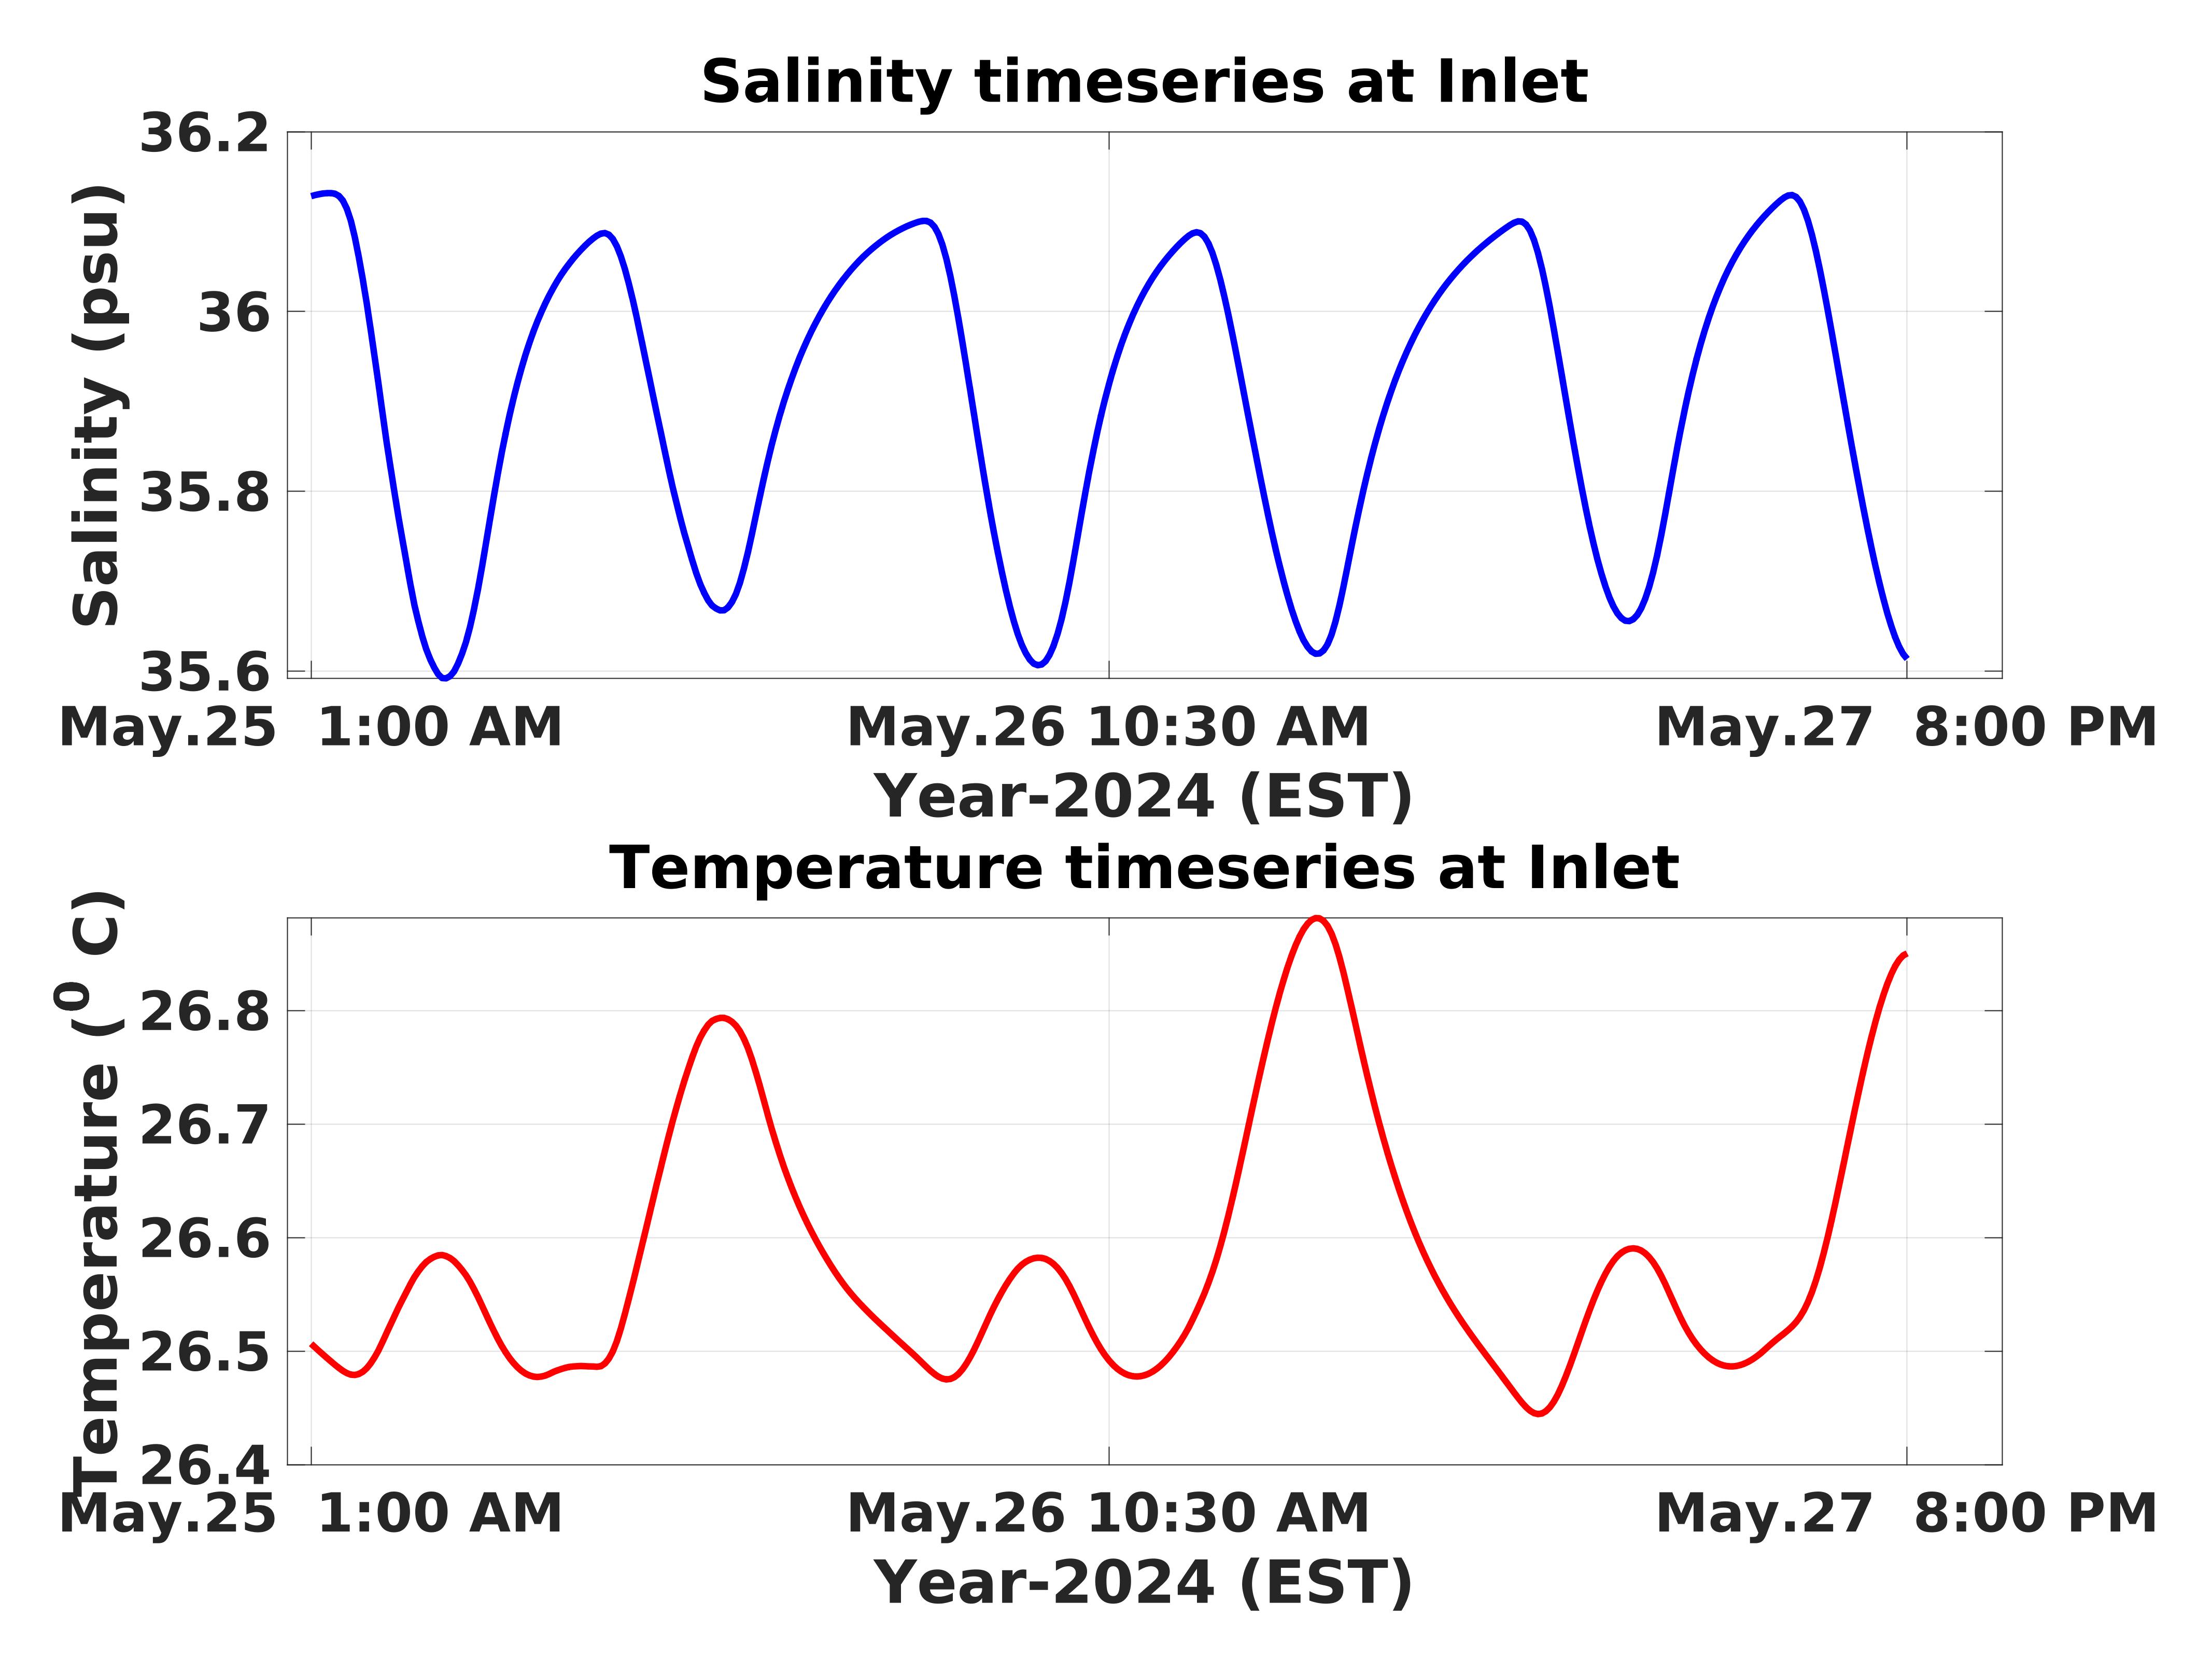 Salinity timeseries at Inlet
Salinity (psu)
36.2
36
35.8
35.6
May.25 1:00 AM
May.26 10:30 AM
May.27 8:00 PM
Year-2024 (EST)
Temperature timeseries at Inlet
Temperature (⁰ C)
26.8
26.7
26.6
26.5
26.4
May.25 1:00 AM
May.26 10:30 AM
May.27 8:00 PM
Year-2024 (EST)